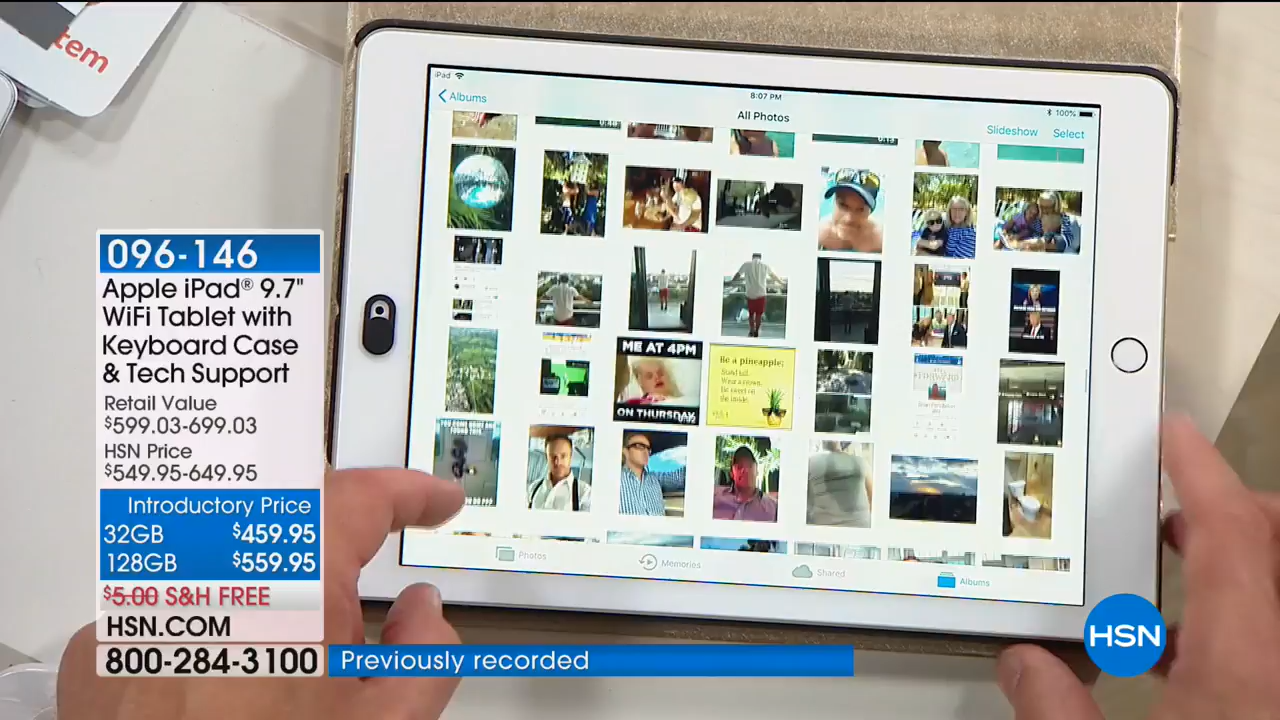 tem
iPad
8:07 PM
100%
Albums
All Photos
Slideshow
Select
ME AT 4PM
ON THURSDAY
Be a pineapple:
Stand tall,
Wear a crown,
Be sweet on
the inside.
Photos
Memories
Shared
Albums
096-146
Apple iPad® 9.7"
WiFi Tablet with
Keyboard Case
& Tech Support
Retail Value
$599.03-699.03
HSN Price
$549.95-649.95
Introductory Price
32GB $459.95
128GB $559.95
$5.00 S&H FREE
HSN.COM
800-284-3100
Previously recorded
HSN